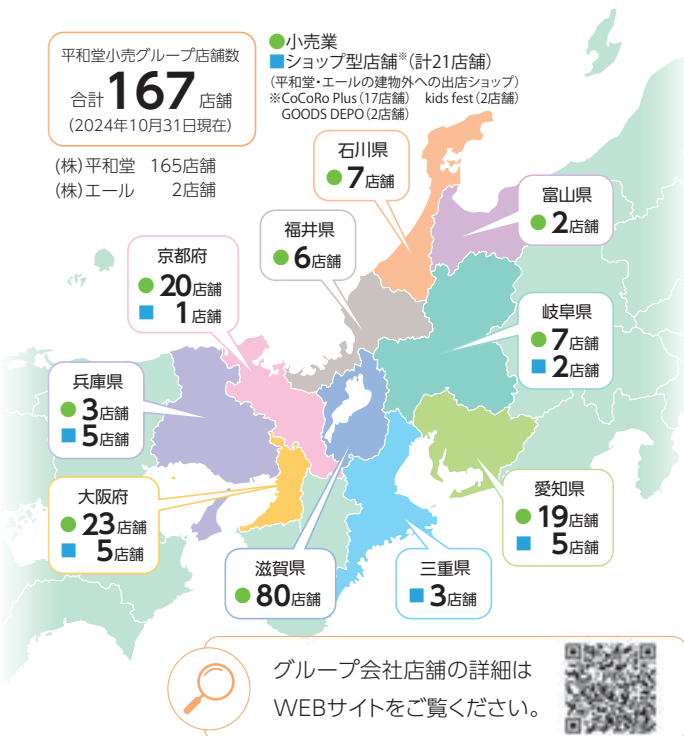 平和堂小売グループ店舗数
合計 167 店舗
(2024年10月31日現在)
(株)平和堂 165店舗
(株)エール 2店舗
●小売業
■ショップ型店舗※(計21店舗)
(平和堂・エールの建物外への出店ショップ)
※CoCoRo Plus(17店舗) kids fest(2店舗)
GOODS DEPO(2店舗)
石川県
●7店舗
富山県
●2店舗
福井県
●6店舗
京都府
●20店舗
■1店舗
岐阜県
●7店舗
■2店舗
兵庫県
●3店舗
■5店舗
大阪府
●23店舗
■5店舗
愛知県
●19店舗
■5店舗
滋賀県
●80店舗
三重県
■3店舗
グループ会社店舗の詳細は
WEBサイトをご覧ください。